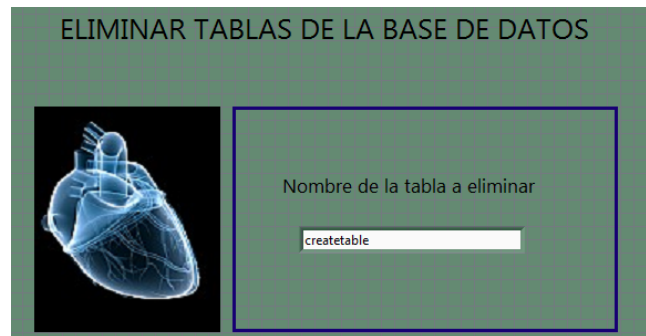 ELIMINAR TABLAS DE LA BASE DE DATOS
Nombre de la tabla a eliminar
createtable